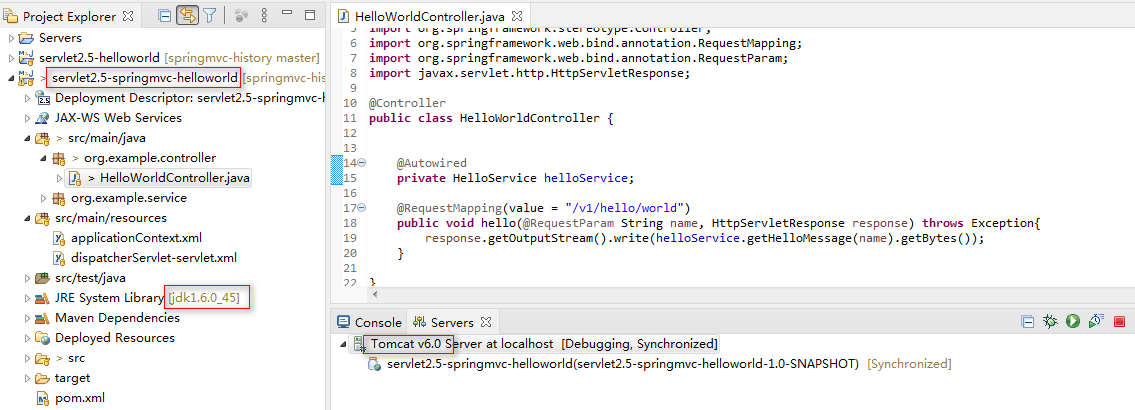 Project Explorer
Servers
servlet2.5-helloworld [springmvc-history master]
> servlet2.5-springmvc-helloworld [springmvc-his
Deployment Descriptor: servlet2.5-springmvc-h
JAX-WS Web Services
> src/main/java
> org.example.controller
> HelloWorldController.java
org.example.service
src/main/resources
applicationContext.xml
dispatcherServlet-servlet.xml
src/test/java
JRE System Library [jdk1.6.0_45]
Maven Dependencies
Deployed Resources
> src
target
pom.xml
HelloWorldController.java
5 import org.springframework.stereotype.Controller;
6 import org.springframework.web.bind.annotation.RequestMapping;
7 import org.springframework.web.bind.annotation.RequestParam;
8 import javax.servlet.http.HttpServletResponse;
9
10 @Controller
11 public class HelloWorldController {
12
13
14 @Autowired
15 private HelloService helloService;
16
17 @RequestMapping(value = "/v1/hello/world")
18 public void hello(@RequestParam String name, HttpServletResponse response) throws Exception{
19 response.getOutputStream().write(helloService.getHelloMessage(name).getBytes());
20 }
21
22 }
Console Servers
Tomcat v6.0 Server at localhost [Debugging, Synchronized]
servlet2.5-springmvc-helloworld(servlet2.5-springmvc-helloworld-1.0-SNAPSHOT) [Synchronized]